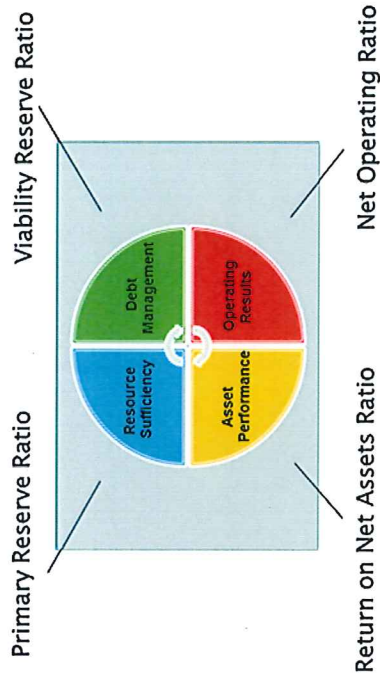 Primary Reserve Ratio
Viability Reserve Ratio
Resource
Sufficiency
Debt
Management
Asset
Performance
Operating
Results
Return on Net Assets Ratio
Net Operating Ratio